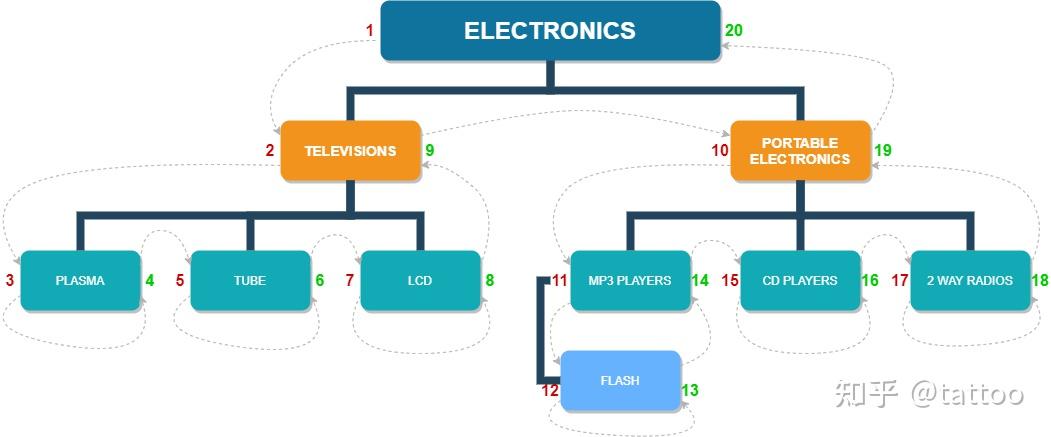 1 ELECTRONICS 20
2 TELEVISIONS 9
10 PORTABLE 19
ELECTRONICS
3 PLASMA 4
5 TUBE 6
7 LCD 8
11 MP3 PLAYERS 14
15 CD PLAYERS 16
17 2 WAY RADIOS 18
12 FLASH 13
知乎 @tattoo